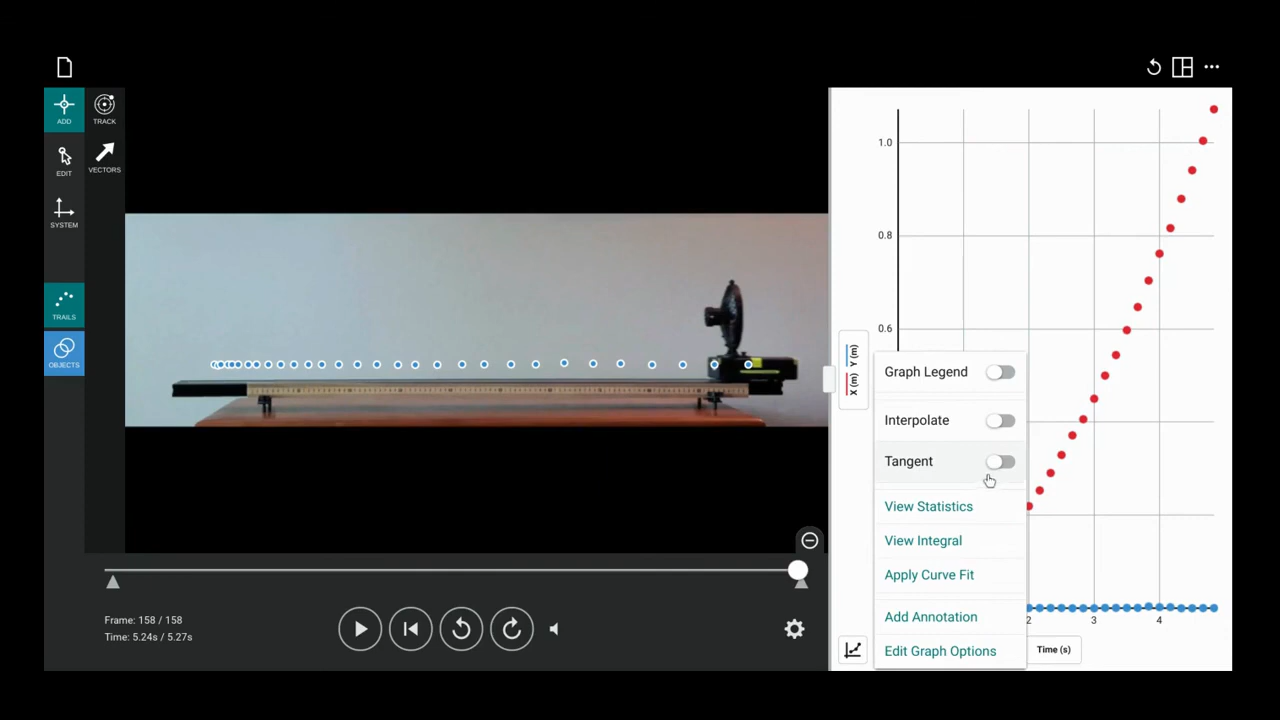 ADD
TRACK
EDIT
VECTORS
SYSTEM
TRAILS
OBJECTS
Frame: 158 / 158
Time: 5.24s / 5.27s
1.0
0.8
0.6
X (m) Y (m)
Graph Legend
Interpolate
Tangent
View Statistics
View Integral
Apply Curve Fit
Add Annotation
Edit Graph Options
2
3
4
Time (s)